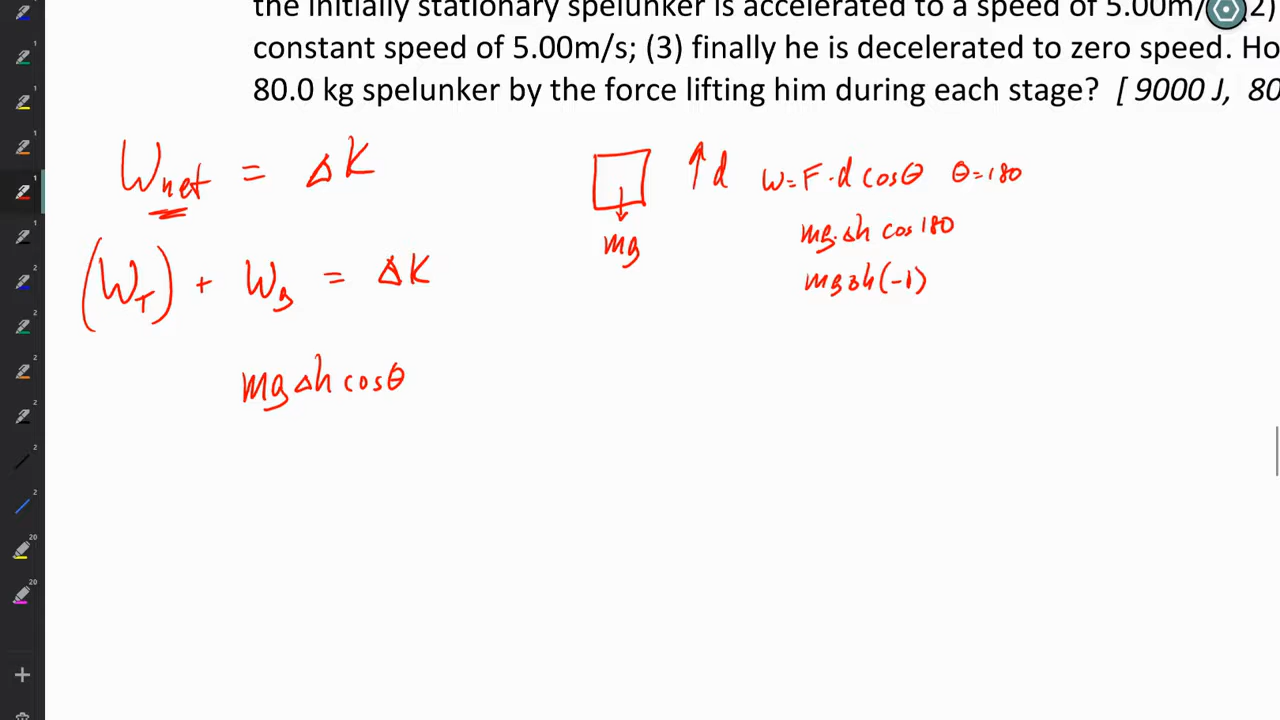 the initially stationary spelunker is accelerated to a speed of 5.00m/ (2)
constant speed of 5.00m/s; (3) finally he is decelerated to zero speed. Ho
80.0 kg spelunker by the force lifting him during each stage? [ 9000 J, 80
W_net = ΔK
↑d W = F·d cosθ θ=180
mg
mg·Δh cos180
mgΔh(-1)
(W_T) + W_g = ΔK
mgΔh cosθ